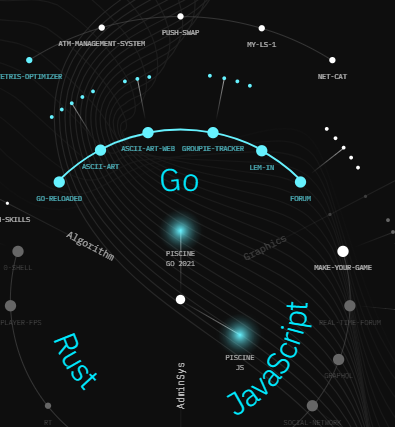 PUSH-SWAP
ATM-MANAGEMENT-SYSTEM
MY-LS-1
ETRIS-OPTIMIZER
NET-CAT
ASCII-ART-WEB
GROUPIE-TRACKER
ASCII-ART
LEM-IN
Go
GO-RELOADED
FORUM
-SKILLS
Algorithm
Graphics
PISCINE
GO 2021
MAKE-YOUR-GAME
0-SHELL
PLAYER-FPS
REAL-TIME-FORUM
Rust
AdminSys
PISCINE
JS
JavaScript
GRAPHQL
RT
SOCIAL-NETWORK